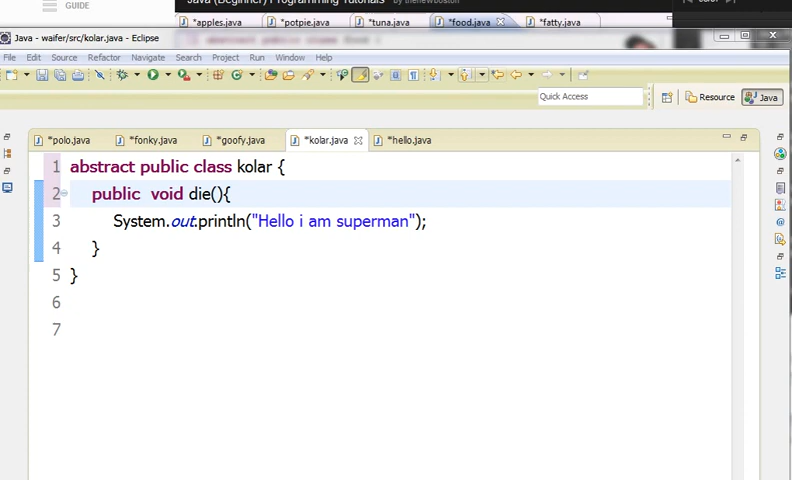 GUIDE
Java (Beginner) Programming Tutorials by thenewboston
*apples.java *potpie.java *tuna.java *food.java *fatty.java
Java - waifer/src/kolar.java - Eclipse
File Edit Source Refactor Navigate Search Project Run Window Help
Quick Access Resource Java
*polo.java *fonky.java *goofy.java *kolar.java *hello.java
1 abstract public class kolar {
2 public void die(){
3 System.out.println("Hello i am superman");
4 }
5 }
6
7